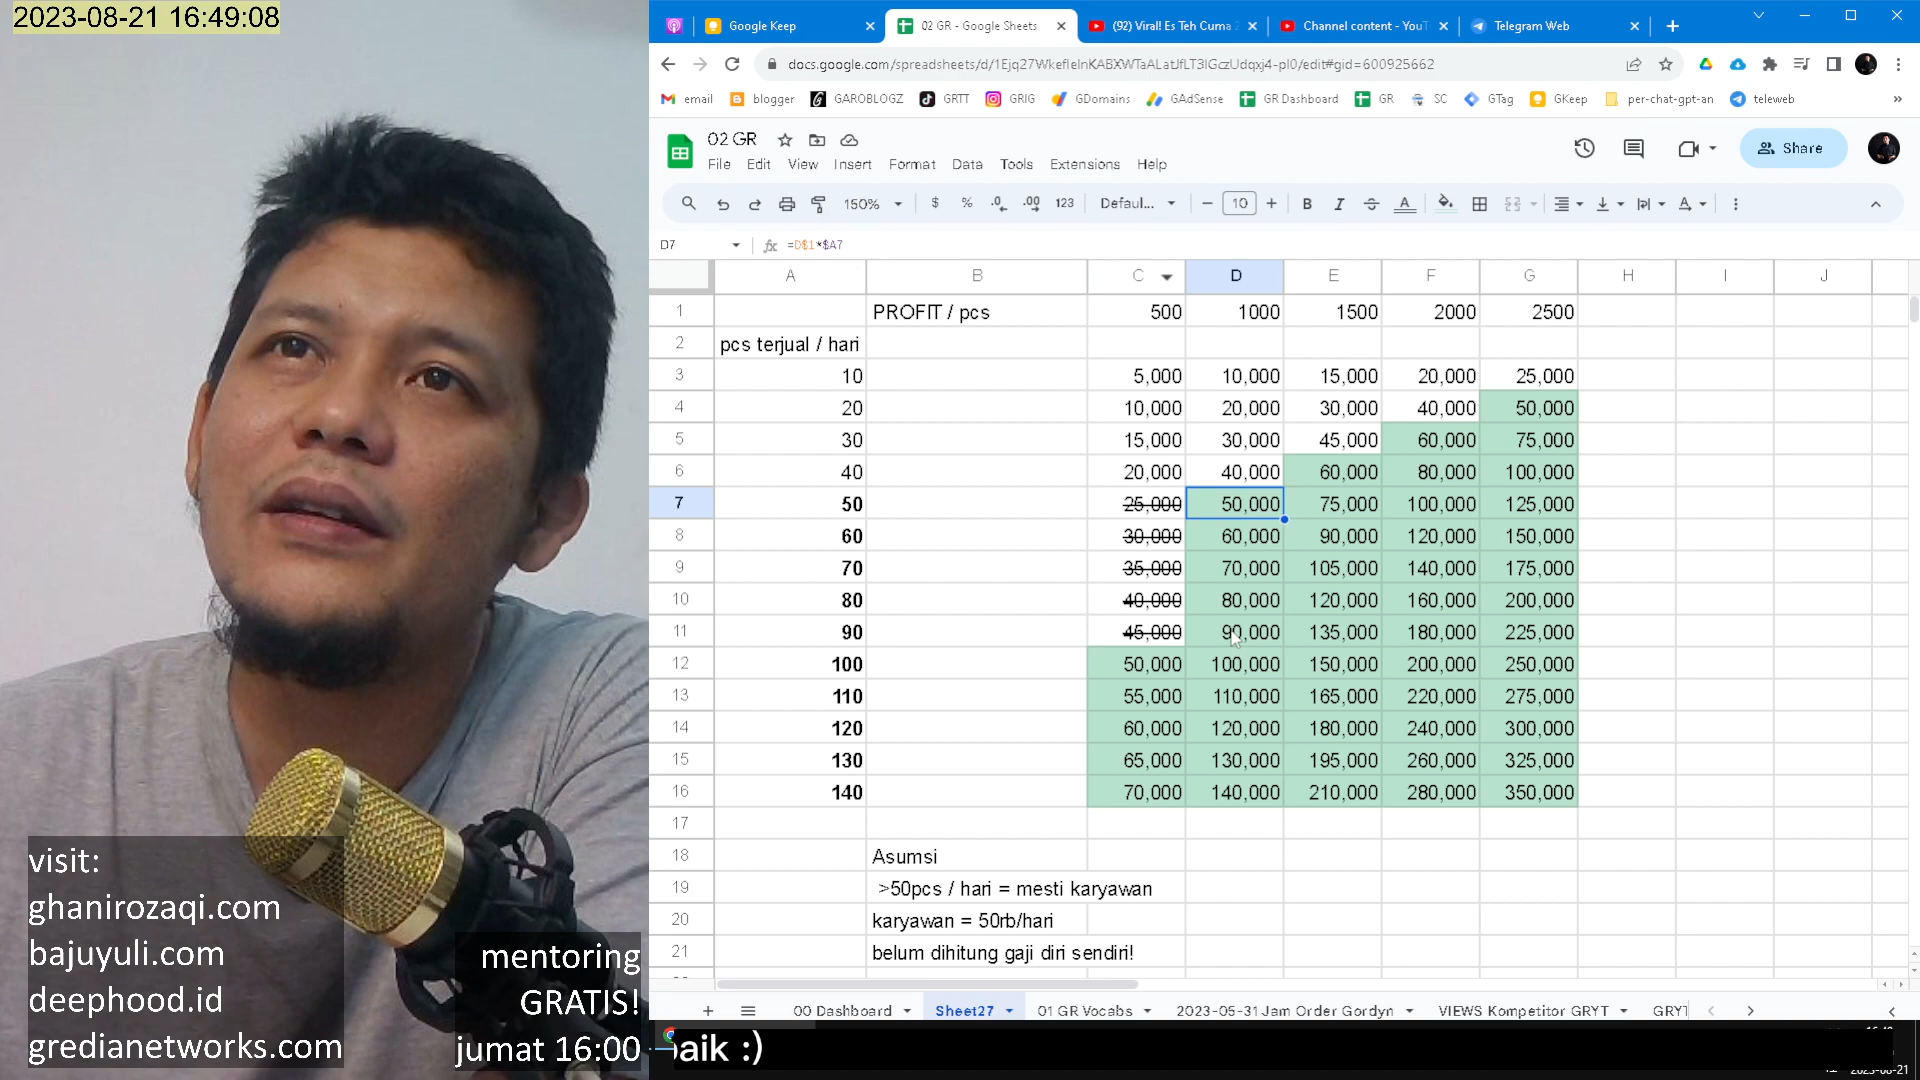 2023-08-21 16:49:08
visit:
ghanirozaqi.com
bajuyuli.com
deephood.id
gredianetworks.com
mentoring
GRATIS!
jumat 16:00
Google Keep
02 GR - Google Sheets
(92) Viral! Es Teh Cuma
Channel content - YouT
Telegram Web
docs.google.com/spreadsheets/d/
email blogger GAROBLOGZ GRTT GRIG GDomains GAdSense GR Dashboard GR SC GTag GKeep per-chat-gpt-an teleweb »
02 GR
File Edit View Insert Format Data Tools Extensions Help
Share
150% $ % .0 .00 123 Defaul... 10 B I A
D7 fx =D$1*$A7
A B C D E F G H I J
1 PROFIT / pcs 500 1000 1500 2000 2500
2 pcs terjual / hari
3 10 5,000 10,000 15,000 20,000 25,000
4 20 10,000 20,000 30,000 40,000 50,000
5 30 15,000 30,000 45,000 60,000 75,000
6 40 20,000 40,000 60,000 80,000 100,000
7 50 25,000 50,000 75,000 100,000 125,000
8 60 30,000 60,000 90,000 120,000 150,000
9 70 35,000 70,000 105,000 140,000 175,000
10 80 40,000 80,000 120,000 160,000 200,000
11 90 45,000 90,000 135,000 180,000 225,000
12 100 50,000 100,000 150,000 200,000 250,000
13 110 55,000 110,000 165,000 220,000 275,000
14 120 60,000 120,000 180,000 240,000 300,000
15 130 65,000 130,000 195,000 260,000 325,000
16 140 70,000 140,000 210,000 280,000 350,000
17
18 Asumsi
19 >50pcs / hari = mesti karyawan
20 karyawan = 50rb/hari
21 belum dihitung gaji diri sendiri!
00 Dashboard Sheet27 01 GR Vocabs 2023-05-31 Jam Order Gordyn VIEWS Kompetitor GRYT GRYT
aik :)
2023-08-21